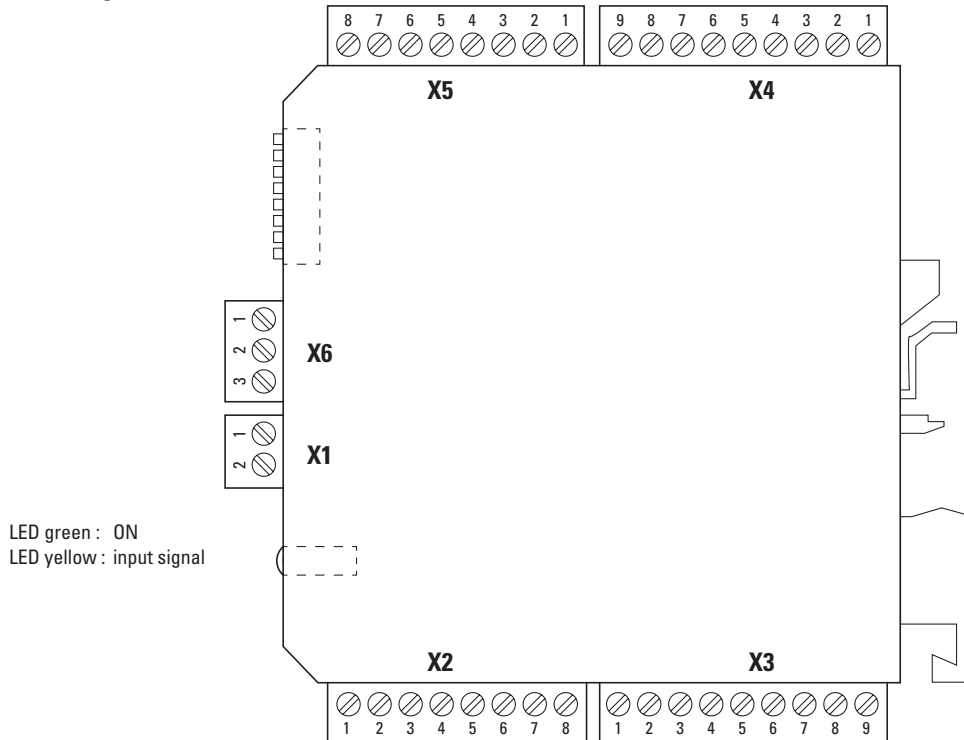 8 7 6 5 4 3 2 1 9 8 7 6 5 4 3 2 1
X5 X4
1
2
3
X6
1
2
X1
LED green : ON
LED yellow : input signal
X2 X3
1 2 3 4 5 6 7 8 1 2 3 4 5 6 7 8 9